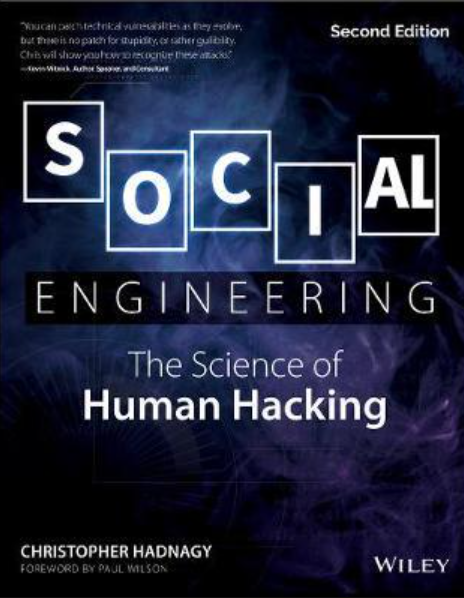 "You can patch technical vulnerabilities as they evolve,
but there is no patch for stupidity, or rather gullibility.
Chris will show you how to recognize these attacks."
—Kevin Mitnick, Author, Speaker, and Consultant
Second Edition
SOCIAL
ENGINEERING
The Science of
Human Hacking
CHRISTOPHER HADNAGY
FOREWORD BY PAUL WILSON
WILEY